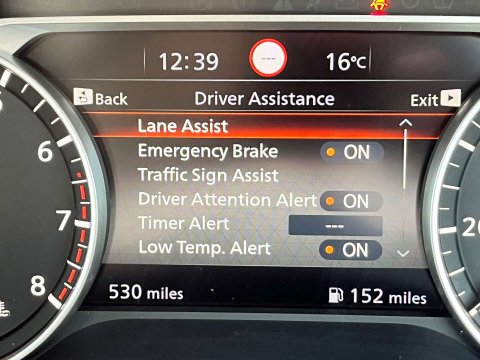 12:39 --- 16°C
Back Driver Assistance Exit
Lane Assist
Emergency Brake ON
Traffic Sign Assist
Driver Attention Alert ON
Timer Alert ---
Low Temp. Alert ON
530 miles 152 miles
6
7
8